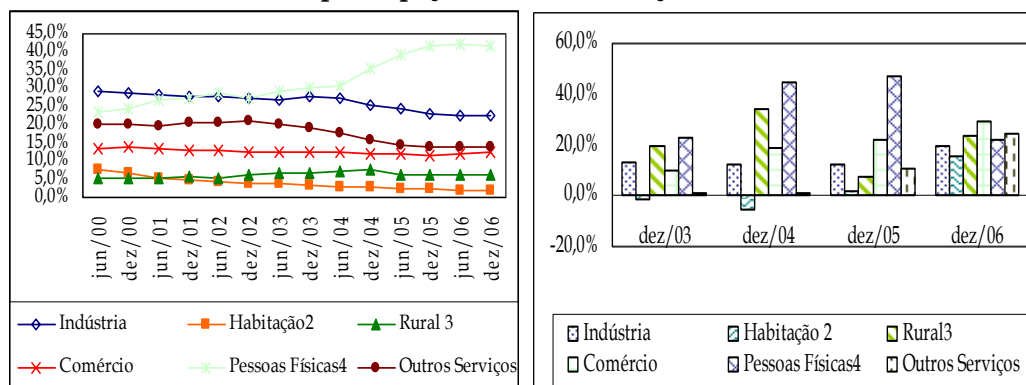 45,0%
40,0%
35,0%
30,0%
25,0%
20,0%
15,0%
10,0%
5,0%
0,0%
jun/00
dez/00
jun/01
dez/01
jun/02
dez/02
jun/03
dez/03
jun/04
dez/04
jun/05
dez/05
jun/06
dez/06
Indústria
Habitação2
Rural 3
Comércio
Pessoas Físicas4
Outros Serviços
60,0%
40,0%
20,0%
0,0%
-20,0%
dez/03
dez/04
dez/05
dez/06
Indústria
Habitação 2
Rural3
Comércio
Pessoas Físicas4
Outros Serviços